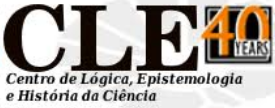 CLE 40
YEARS
Centro de Lógica, Epistemologia
e História da Ciência